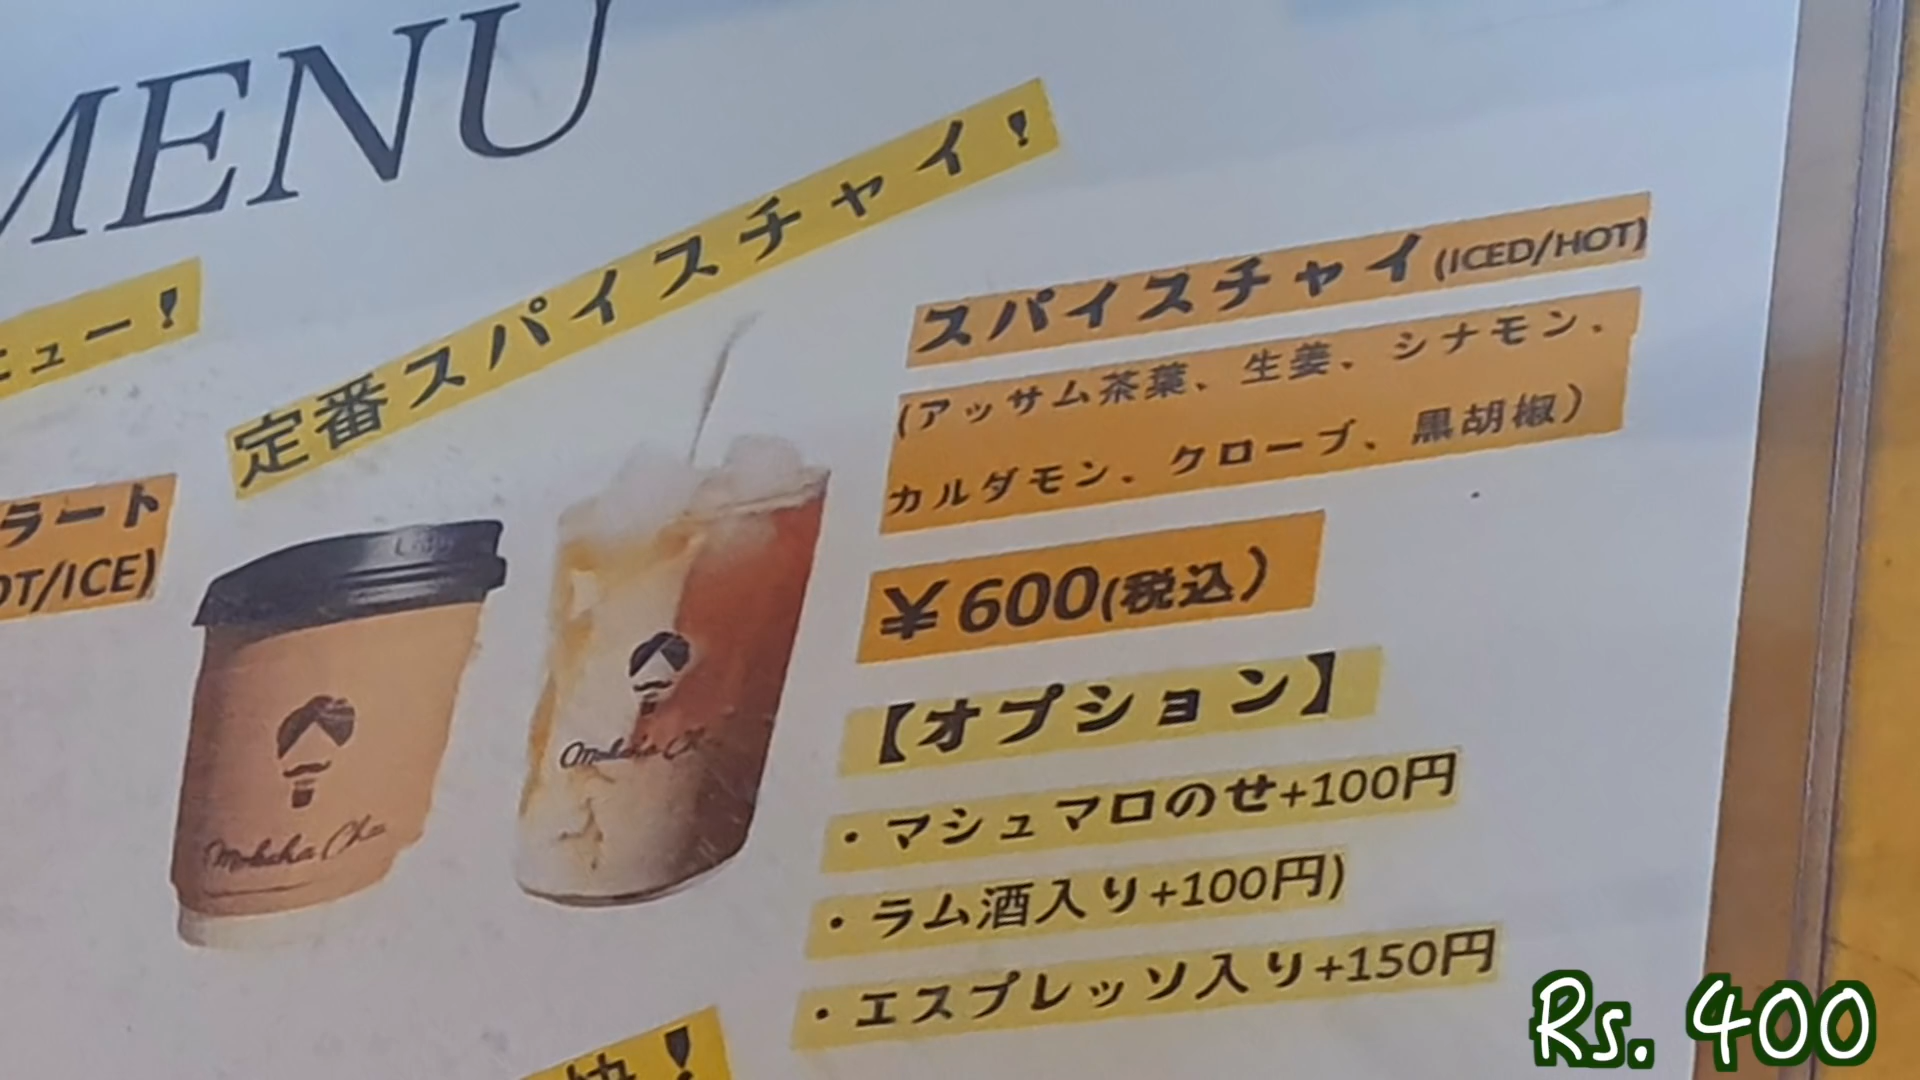 MENU
定番スパイスチャイ!
ニュー!
ラート
OT/ICE)
スパイスチャイ(ICED/HOT)
(アッサム茶葉、生姜、シナモン、
カルダモン、クローブ、黒胡椒)
¥600(税込)
【オプション】
・マシュマロのせ+100円
・ラム酒入り+100円)
・エスプレッソ入り+150円
Rs. 400